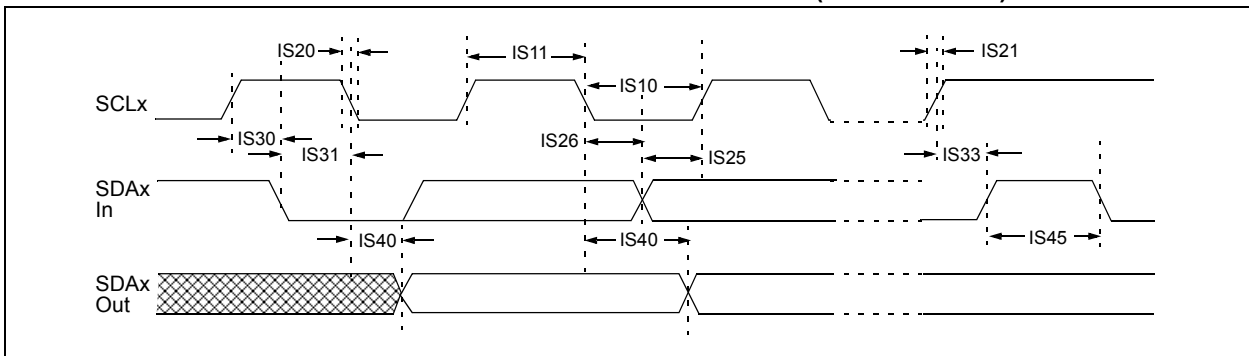 IS20
IS11
IS10
IS21
SCLx
IS30
IS31
IS26
IS25
IS33
SDAx
In
IS40
IS40
IS45
SDAx
Out